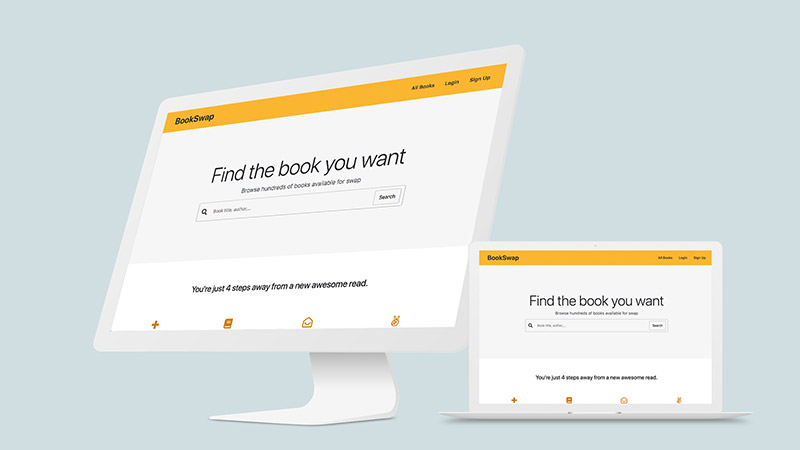 BookSwap
All Books Login Sign Up
Find the book you want
Browse hundreds of books available for swap
Book title, author,...
Search
You're just 4 steps away from a new awesome read.
BookSwap
All Books Login Sign Up
Find the book you want
Browse hundreds of books available for swap
Book title, author,...
Search
You're just 4 steps away from a new awesome read.